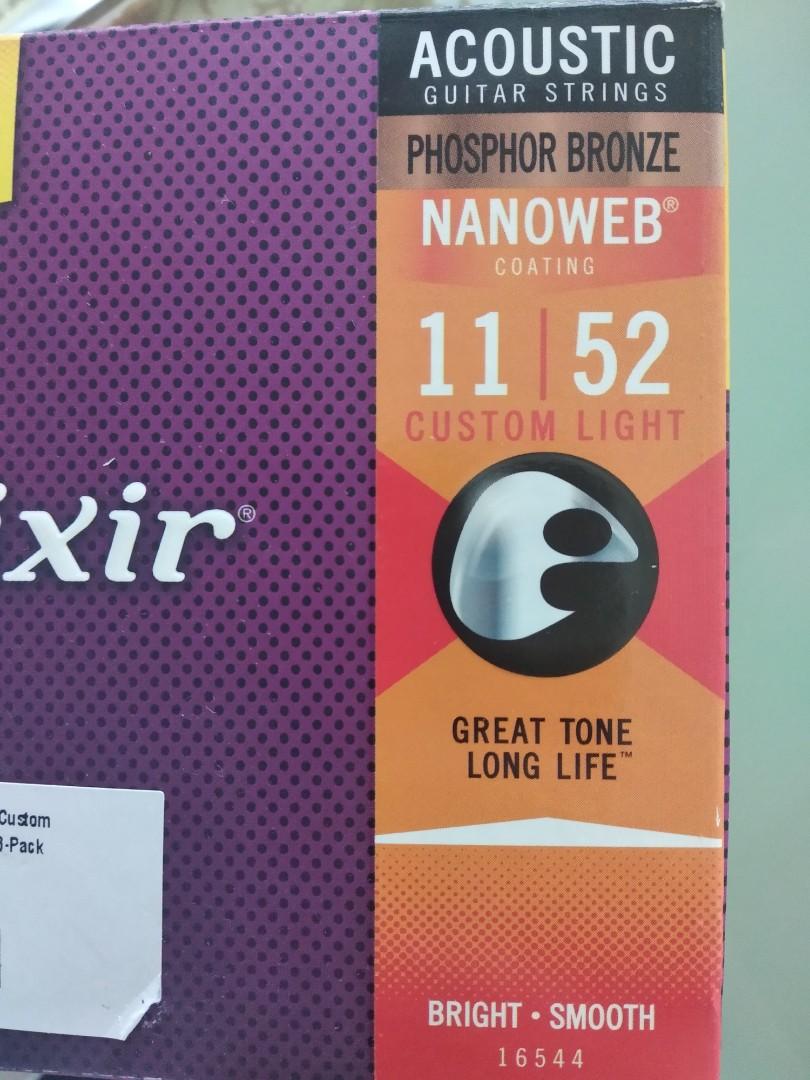 ACOUSTIC
GUITAR STRINGS
PHOSPHOR BRONZE
NANOWEB®
COATING
11 | 52
CUSTOM LIGHT
ixir®
GREAT TONE
LONG LIFE™
Custom
3-Pack
BRIGHT • SMOOTH
16544